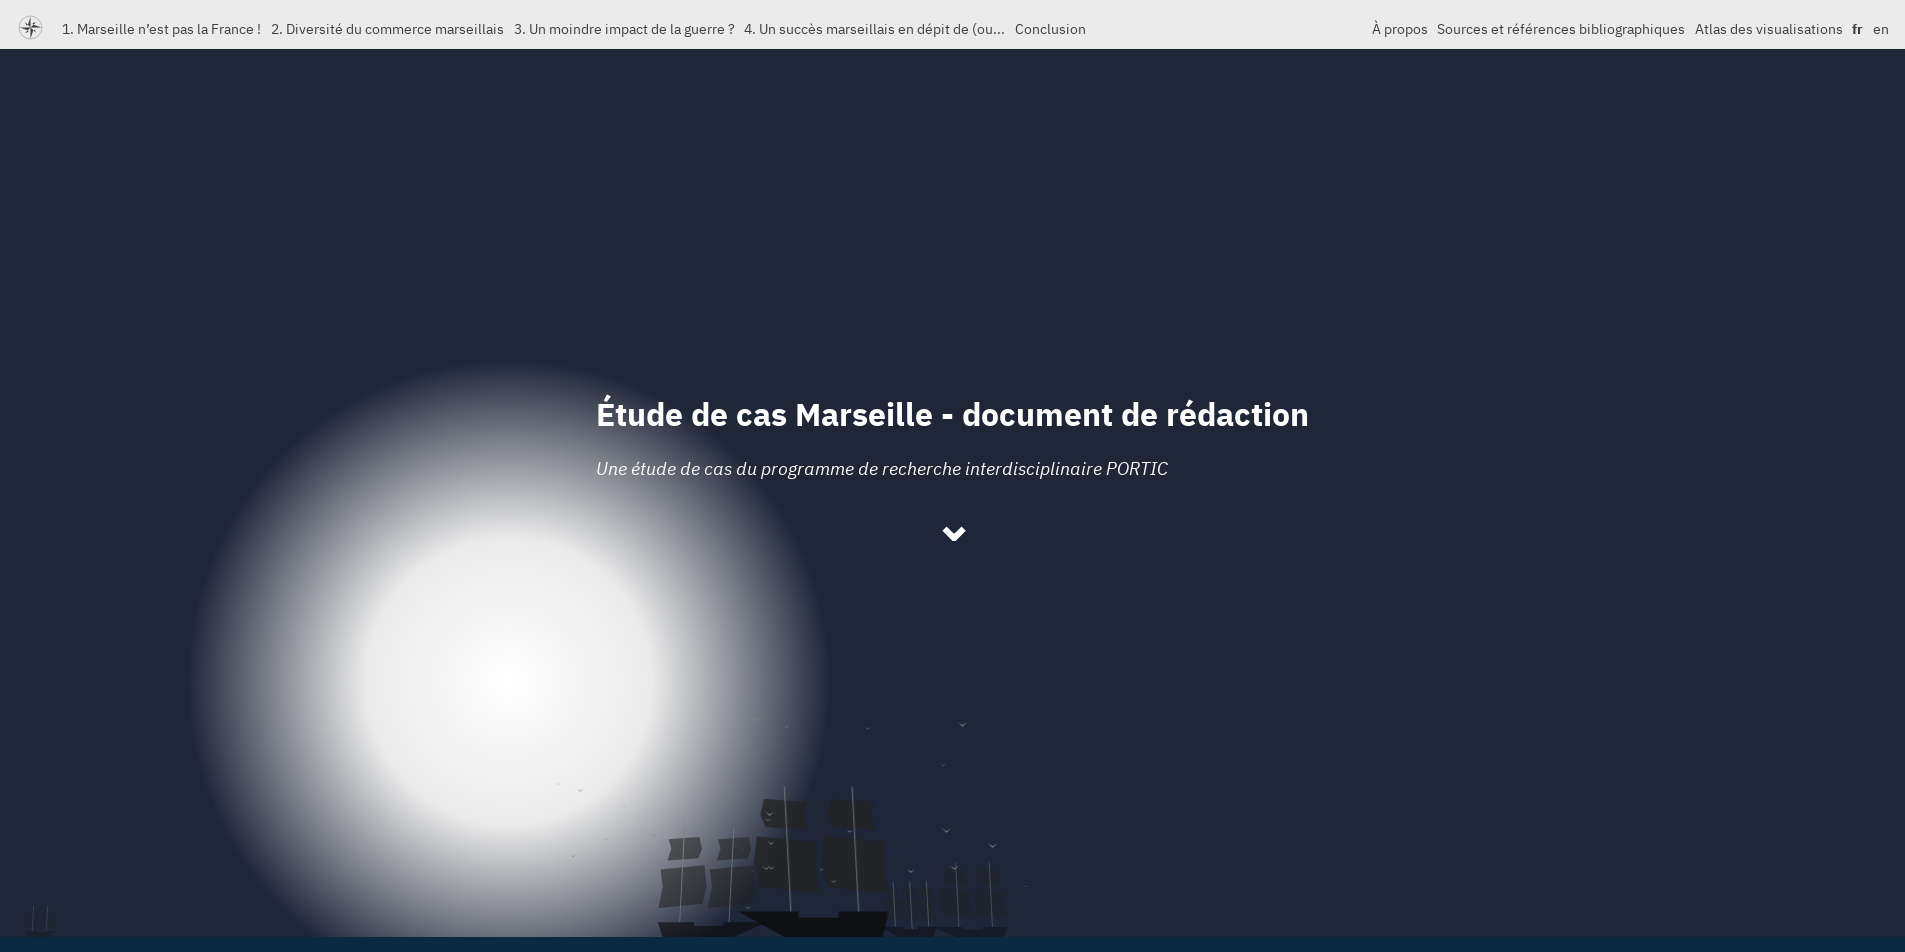 1. Marseille n’est pas la France ! 2. Diversité du commerce marseillais 3. Un moindre impact de la guerre ? 4. Un succès marseillais en dépit de (ou... Conclusion À propos Sources et références bibliographiques Atlas des visualisations fr en
Étude de cas Marseille - document de rédaction
Une étude de cas du programme de recherche interdisciplinaire PORTIC